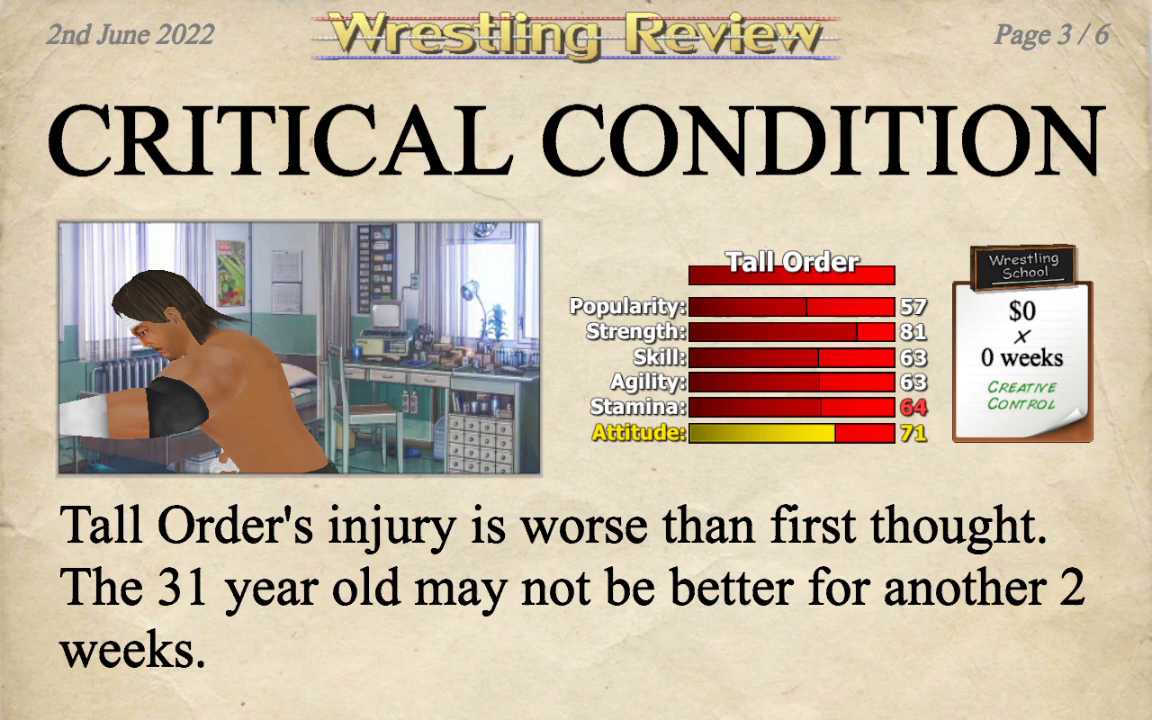 2nd June 2022
Wrestling Review
Page 3 / 6
CRITICAL CONDITION
Tall Order
Popularity: 57
Strength: 81
Skill: 63
Agility: 63
Stamina: 64
Attitude: 71
Wrestling
School
$0
x
0 weeks
CREATIVE
CONTROL
Tall Order's injury is worse than first thought.
The 31 year old may not be better for another 2
weeks.